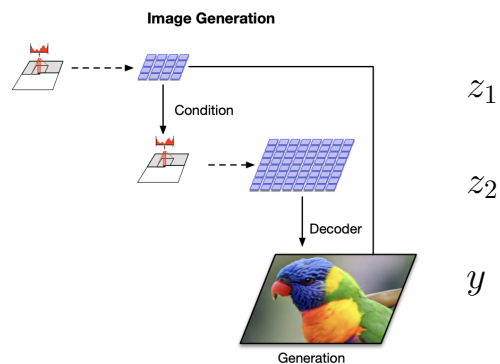 Image Generation
z₁
Condition
z₂
Decoder
y
Generation